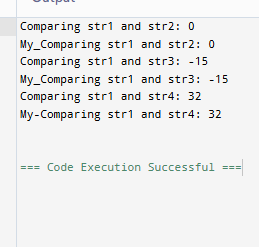 Output
Comparing str1 and str2: 0
My_Comparing str1 and str2: 0
Comparing str1 and str3: -15
My_Comparing str1 and str3: -15
Comparing str1 and str4: 32
My-Comparing str1 and str4: 32
=== Code Execution Successful ===